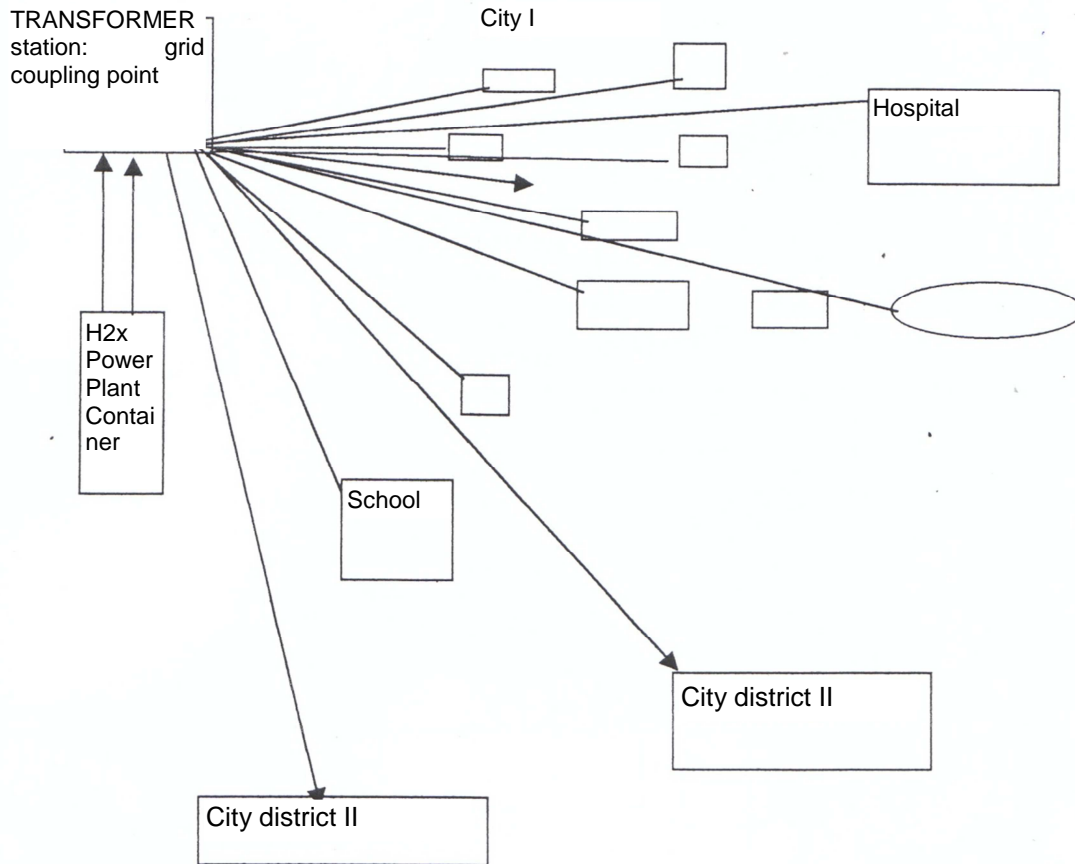 TRANSFORMER
station: grid
coupling point
City I
Hospital
H2x
Power
Plant
Contai
ner
School
City district II
City district II